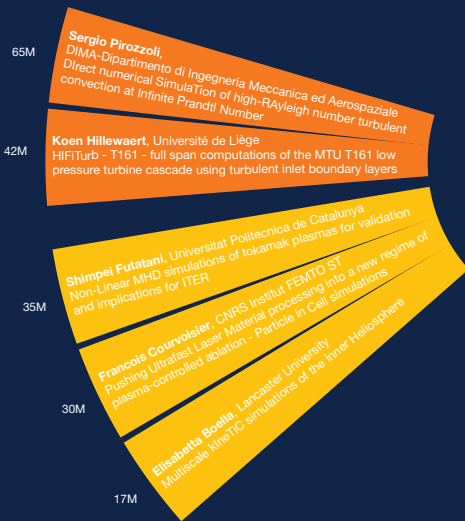 65M
Sergio Pirozzoli,
DIMA-Dipartimento di Ingegneria Meccanica ed Aerospaziale
DIrect numerical SimulaTion of high-RAyleigh number turbulent
convection at Infinite Prandtl Number
42M
Koen Hillewaert, Université de Liège
HIFiTurb - T161 - full span computations of the MTU T161 low
pressure turbine cascade using turbulent inlet boundary layers
35M
Shimpei Futatani, Universitat Politecnica de Catalunya
Non-Linear MHD simulations of tokamak plasmas for validation
and implications for ITER
30M
Francois Courvoisier, CNRS Institut FEMTO ST
Pushing Ultrafast Laser Material processing into a new regime of
plasma-controlled ablation - Particle in Cell simulations
17M
Elisabetta Boella, Lancaster University
Multiscale kIneTiC simulations of the Inner Heliosphere